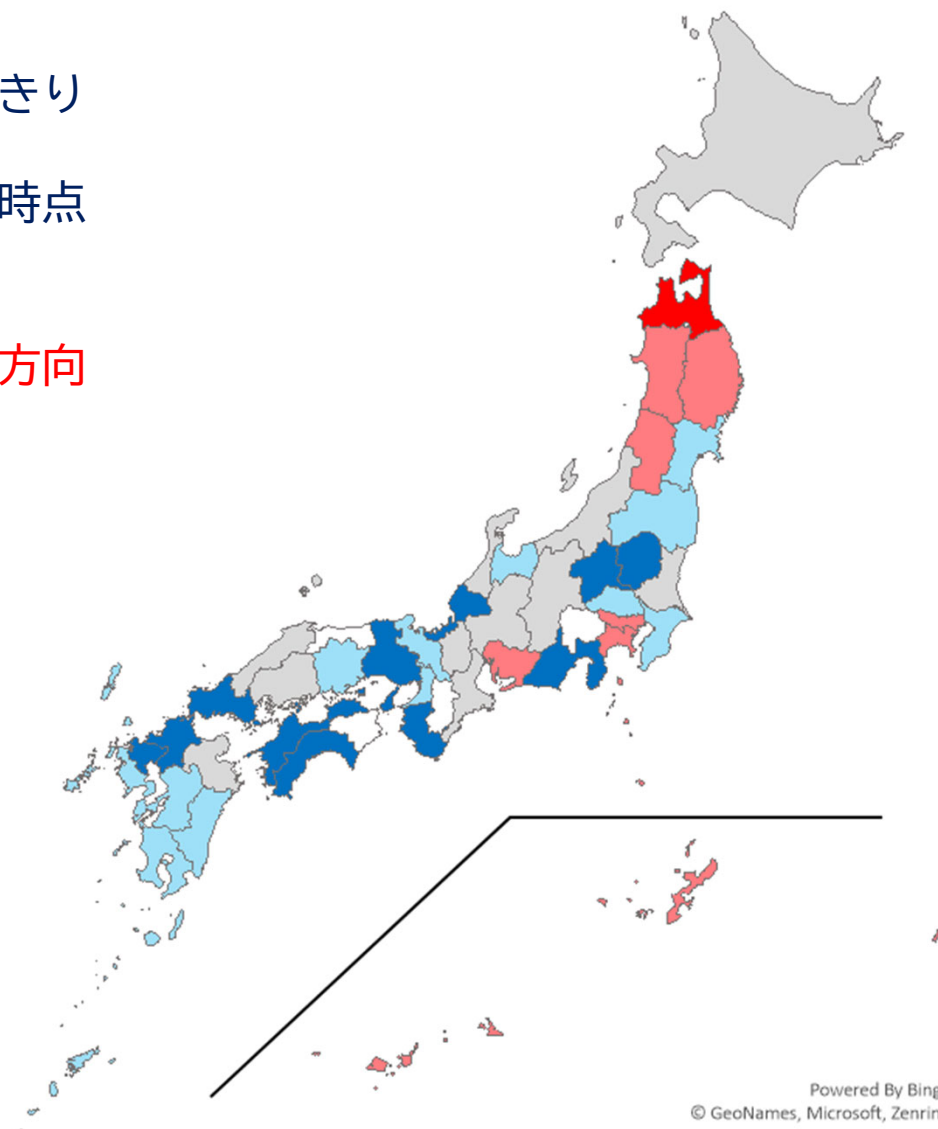 きり
時点
方向
Powered By Bing
© GeoNames, Microsoft, Zenrin